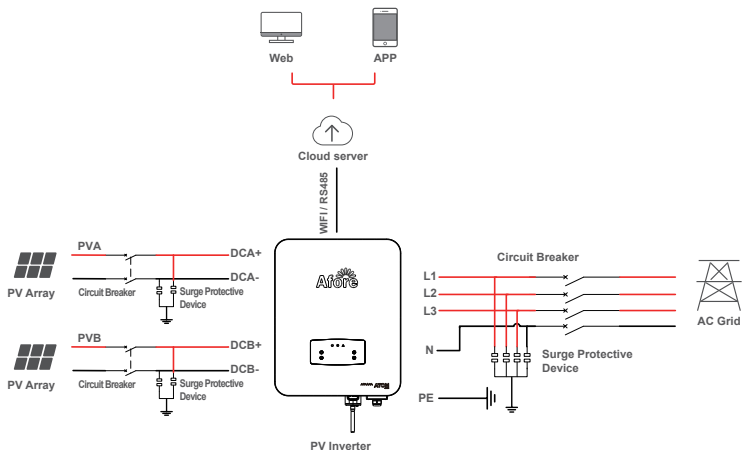 Web
APP
Cloud server
WIFI / RS485
PVA
DCA+
DCA-
PV Array
Circuit Breaker
Surge Protective
Device
PVB
DCB+
DCB-
PV Array
Circuit Breaker
Surge Protective
Device
Afore
PV Inverter
Circuit Breaker
L1
L2
L3
N
Surge Protective
Device
PE
AC Grid